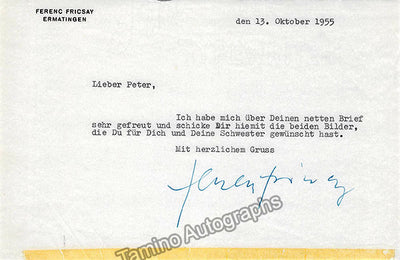 FERENC FRICSAY
ERMATINGEN
den 13. Oktober 1955
Lieber Peter,
Ich habe mich über Deinen netten Brief
sehr gefreut und schicke Dir hiemit die beiden Bilder,
die Du für Dich und Deine Schwester gewünscht hast.
Mit herzlichem Gruss
ferenc fricsay
Tamino Autographs